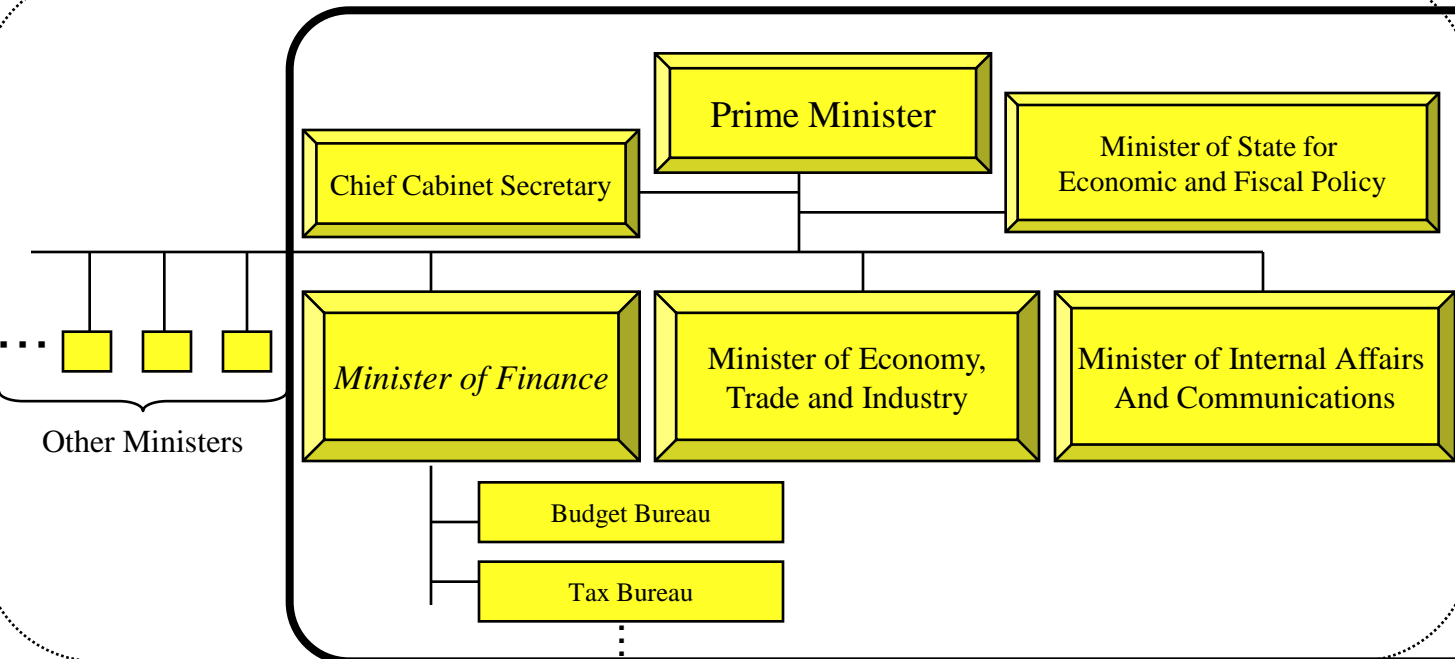 Prime Minister
Chief Cabinet Secretary
Minister of State for
Economic and Fiscal Policy
Minister of Finance
Minister of Economy,
Trade and Industry
Minister of Internal Affairs
And Communications
Other Ministers
Budget Bureau
Tax Bureau